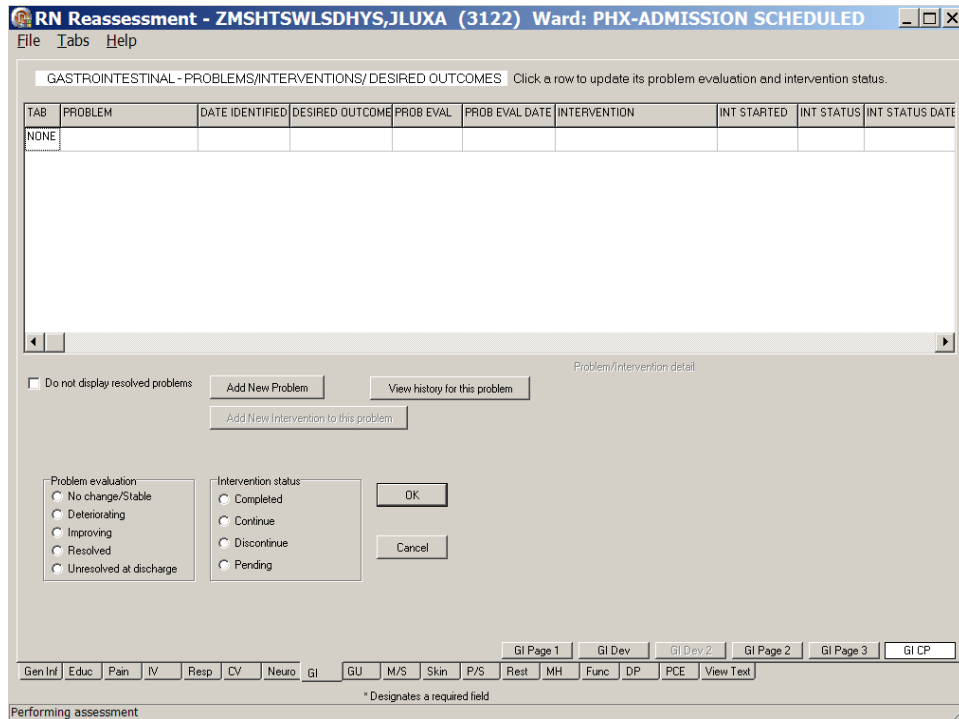 RN Reassessment - ZMSHTSWLSDHYS,JLUXA (3122) Ward: PHX-ADMISSION SCHEDULED
File Tabs Help
GASTROINTESTINAL - PROBLEMS/INTERVENTIONS/ DESIRED OUTCOMES Click a row to update its problem evaluation and intervention status.
TAB PROBLEM DATE IDENTIFIED DESIRED OUTCOME PROB EVAL PROB EVAL DATE INTERVENTION INT STARTED INT STATUS INT STATUS DATE
NONE
Problem/Intervention detail
Do not display resolved problems Add New Problem View history for this problem
Add New Intervention to this problem
Problem evaluation Intervention status
No change/Stable Completed OK
Deteriorating Continue
Improving Discontinue Cancel
Resolved Pending
Unresolved at discharge
GI Page 1 GI Dev GI Dev 2 GI Page 2 GI Page 3 GI CP
Gen Inf Educ Pain IV Resp CV Neuro GI GU M/S Skin P/S Rest MH Func DP PCE View Text
* Designates a required field
Performing assessment